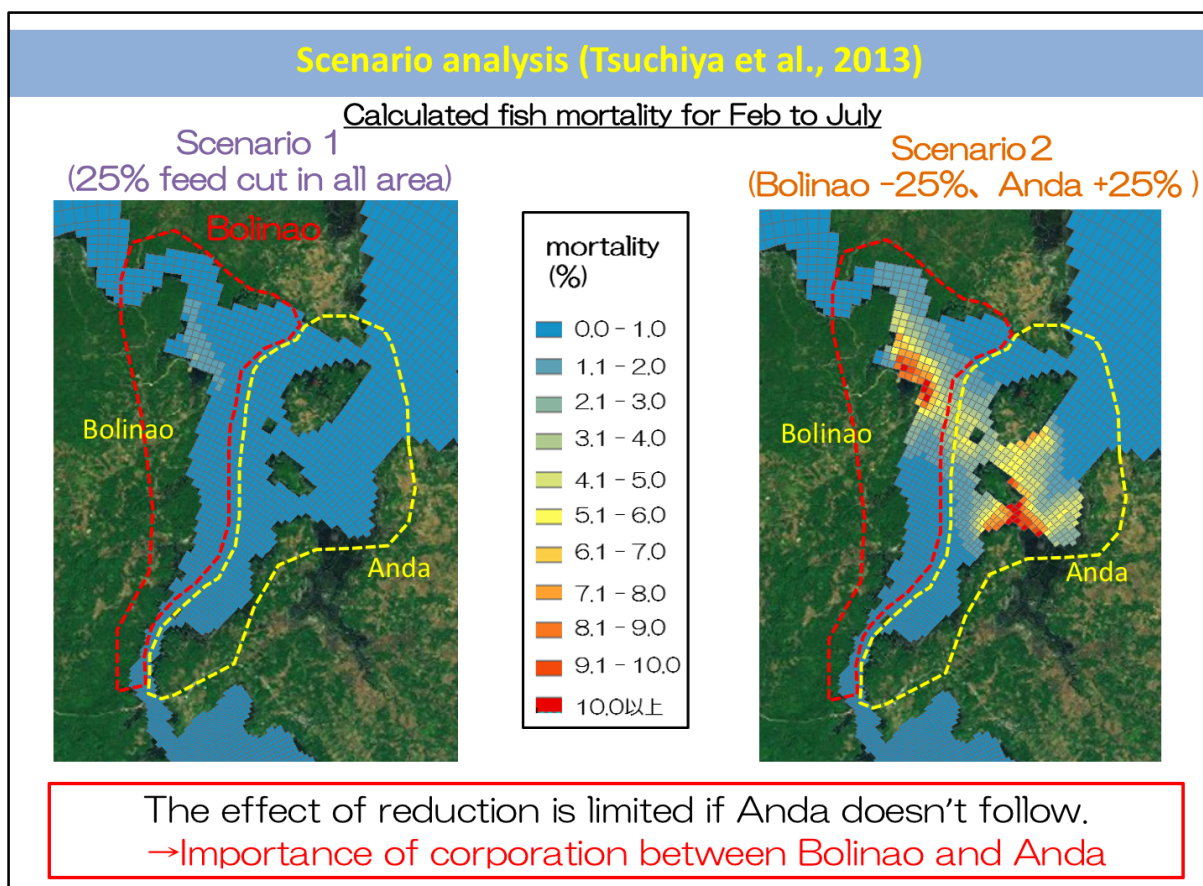 Scenario analysis (Tsuchiya et al., 2013)
Calculated fish mortality for Feb to July
Scenario 1
(25% feed cut in all area)
Bolinao
Bolinao
Anda
mortality
(%)
0.0 - 1.0
1.1 - 2.0
2.1 - 3.0
3.1 - 4.0
4.1 - 5.0
5.1 - 6.0
6.1 - 7.0
7.1 - 8.0
8.1 - 9.0
9.1 - 10.0
10.0以上
Scenario 2
(Bolinao -25%、Anda +25% )
Bolinao
Anda
The effect of reduction is limited if Anda doesn't follow.
→Importance of corporation between Bolinao and Anda